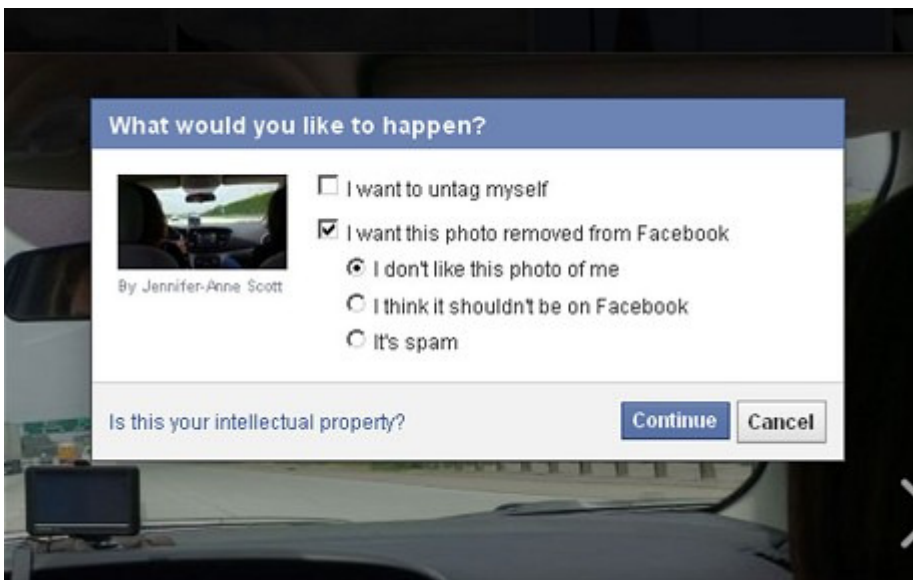 What would you like to happen?
I want to untag myself
I want this photo removed from Facebook
I don't like this photo of me
By Jennifer-Anne Scott
I think it shouldn't be on Facebook
It's spam
Is this your intellectual property?
Continue
Cancel